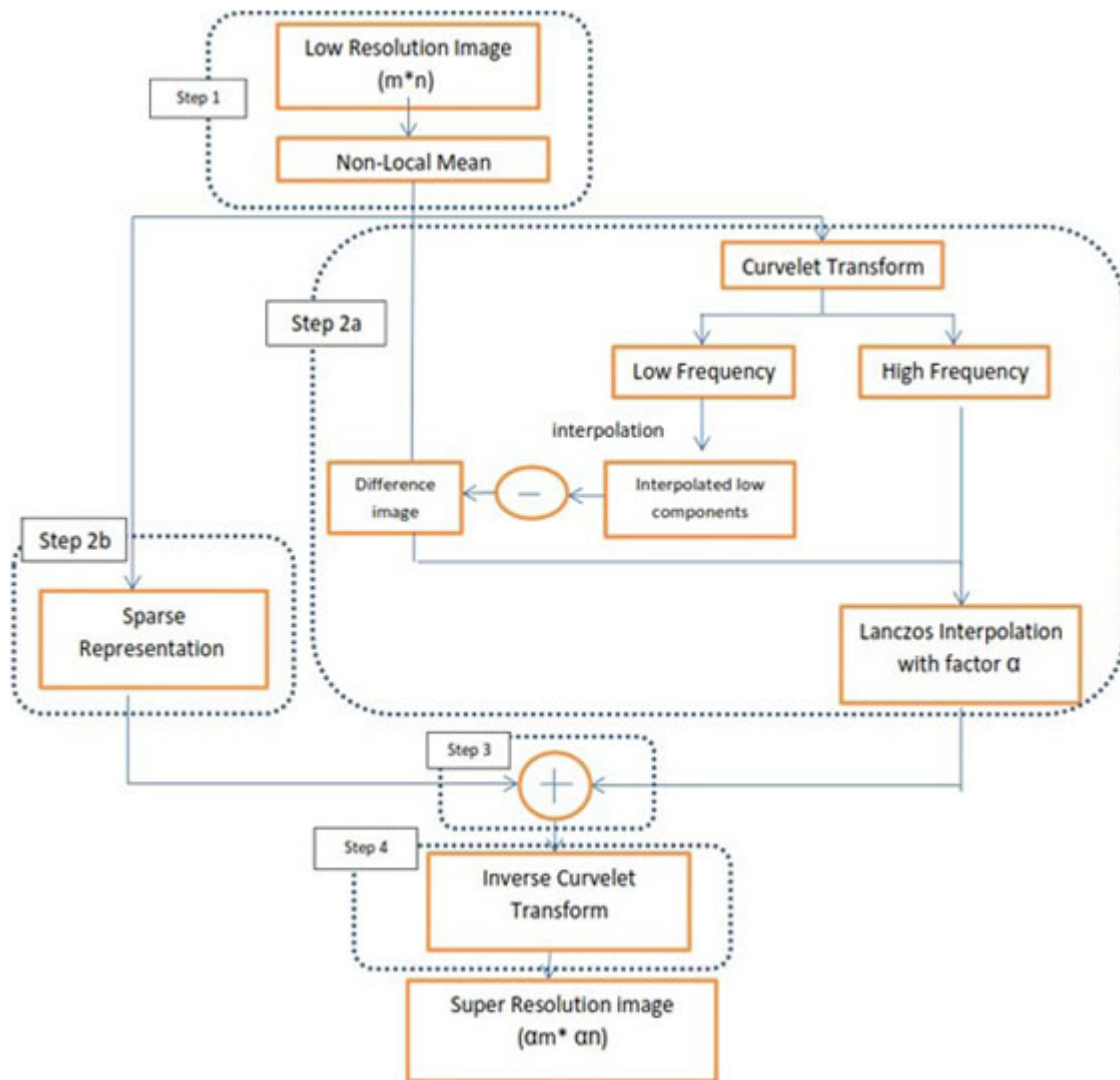 Low Resolution Image
(m*n)
Step 1
Non-Local Mean
Curvelet Transform
Step 2a
Low Frequency
High Frequency
interpolation
Difference
image
−
Interpolated low
components
Step 2b
Sparse
Representation
Lanczos Interpolation
with factor α
Step 3
+
Step 4
Inverse Curvelet
Transform
Super Resolution image
(αm* αn)